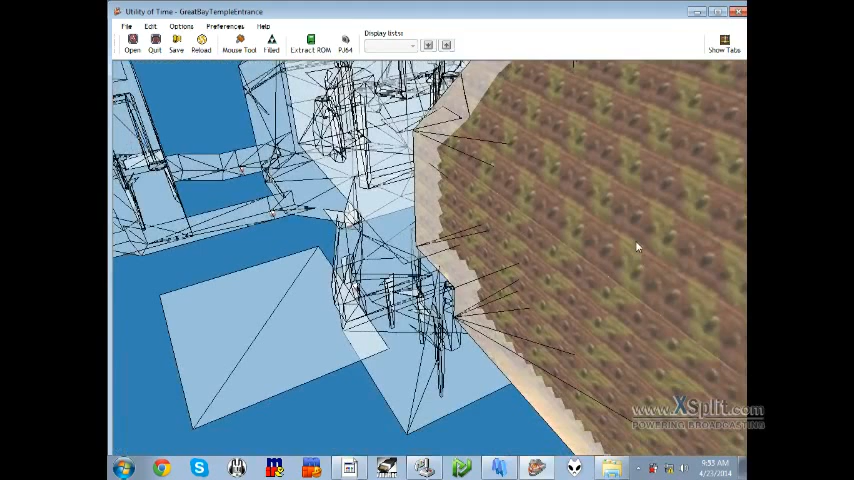 Utility of Time - GreatBayTempleEntrance
File Edit Options Preferences Help
Open Quit Save Reload Mouse Tool Filled Extract ROM PJ64 Display lists: Show Tabs
www.XSplit.com
POWERING BROADCASTING
9:53 AM
4/23/2014